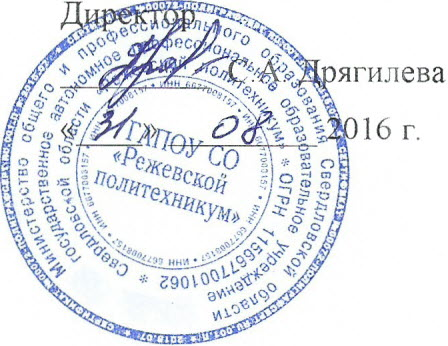 Директор
С. А. Дрягилева
«31» 08 2016 г.
ГАПОУ СО
«Режевской
политехникум»
Министерство общего и профессионального образования Свердловской области
государственное автономное профессиональное образовательное учреждение
Свердловской области
политехникум» * ОГРН 1156677001062 *